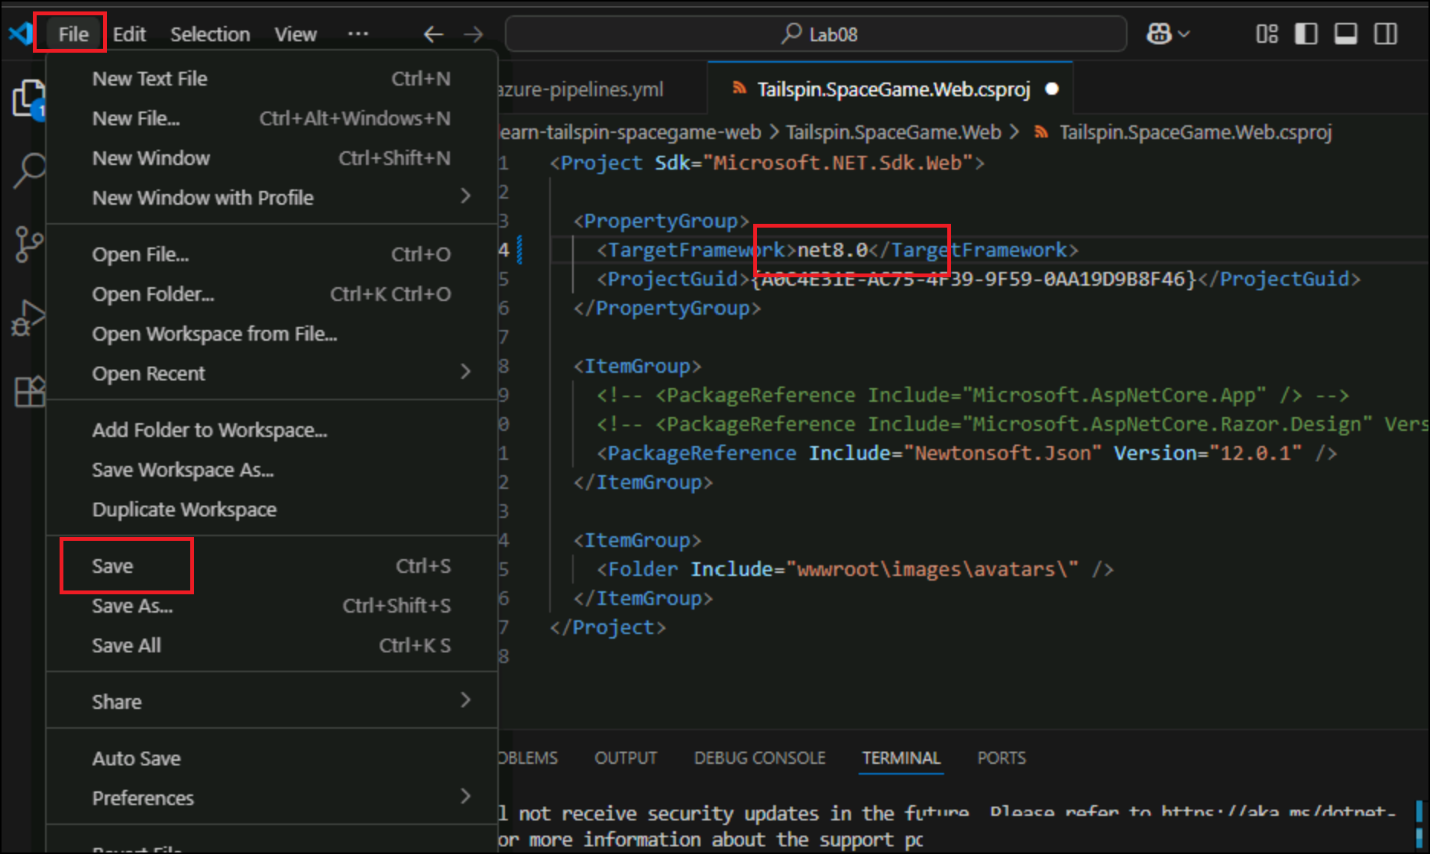 File Edit Selection View ··· Lab08
New Text File Ctrl+N
New File... Ctrl+Alt+Windows+N
New Window Ctrl+Shift+N
New Window with Profile
Open File... Ctrl+O
Open Folder... Ctrl+K Ctrl+O
Open Workspace from File...
Open Recent
Add Folder to Workspace...
Save Workspace As...
Duplicate Workspace
Save Ctrl+S
Save As... Ctrl+Shift+S
Save All Ctrl+K S
Share
Auto Save
Preferences
Revert File
1
azure-pipelines.yml Tailspin.SpaceGame.Web.csproj
earn-tailspin-spacegame-web > Tailspin.SpaceGame.Web > Tailspin.SpaceGame.Web.csproj
1 <Project Sdk="Microsoft.NET.Sdk.Web">
2
3 <PropertyGroup>
4 <TargetFramework>net8.0</TargetFramework>
5 <ProjectGuid>{A0C4E31E-AC75-4F39-9F59-0AA19D9B8F46}</ProjectGuid>
6 </PropertyGroup>
7
8 <ItemGroup>
9 <!-- <PackageReference Include="Microsoft.AspNetCore.App" /> -->
0 <!-- <PackageReference Include="Microsoft.AspNetCore.Razor.Design" Vers
1 <PackageReference Include="Newtonsoft.Json" Version="12.0.1" />
2 </ItemGroup>
3
4 <ItemGroup>
5 <Folder Include="wwwroot\images\avatars\" />
6 </ItemGroup>
7 </Project>
8
OBLEMS OUTPUT DEBUG CONSOLE TERMINAL PORTS
l not receive security updates in the future. Please refer to https://aka.ms/dotnet-
or more information about the support po